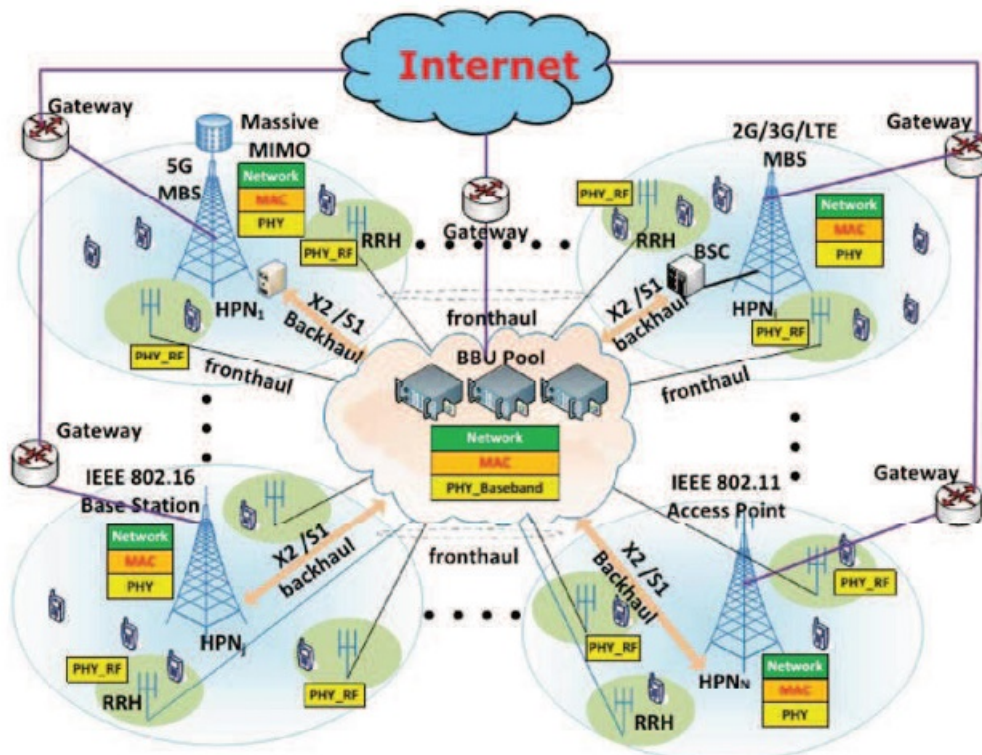 Internet
Gateway
Massive
MIMO
5G
MBS
Network
MAC
PHY
PHY_RF
RRH
HPN1
PHY_RF
X2 /S1
Backhaul
fronthaul
Gateway
fronthaul
2G/3G/LTE
MBS
Gateway
PHY_RF
RRH
BSC
Network
MAC
PHY
HPNi
PHY_RF
X2 /S1
backhaul
fronthaul
BBU Pool
Network
MAC
PHY_Baseband
Gateway
IEEE 802.16
Base Station
Network
MAC
PHY
HPNj
X2 /S1
backhaul
PHY_RF
RRH
PHY_RF
fronthaul
Gateway
IEEE 802.11
Access Point
X2 /S1
backhaul
PHY_RF
PHY_RF
RRH
HPNN
Network
MAC
PHY